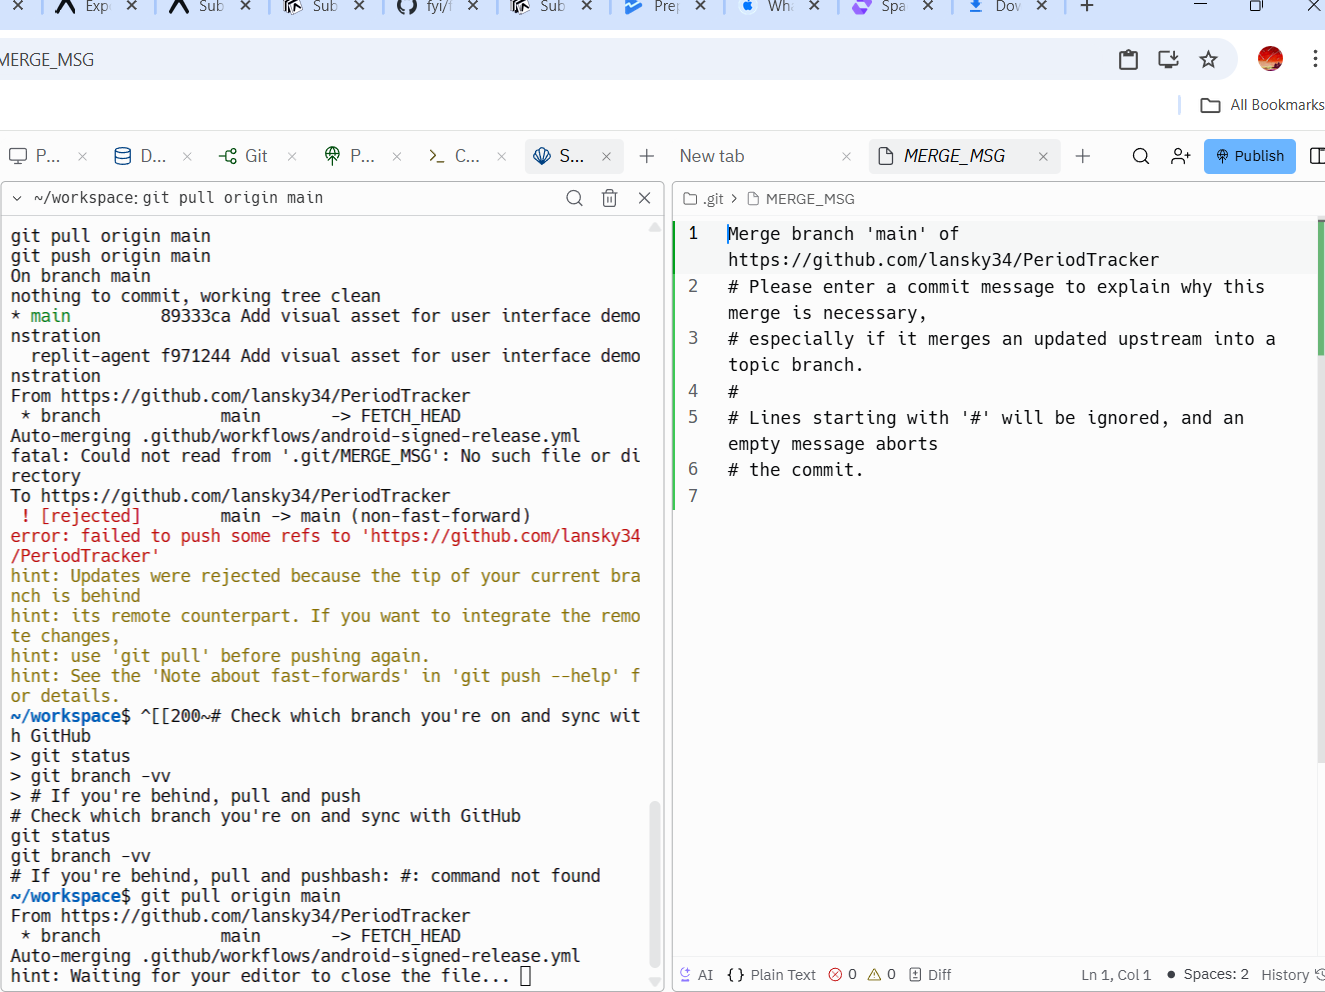 Exp
Sub
Sub
fyi/f
Sub
Prep
Wha
Spa
Dov
MERGE_MSG
All Bookmarks
P...
D...
Git
P...
C...
S...
New tab
MERGE_MSG
Publish
~/workspace: git pull origin main
git pull origin main
git push origin main
On branch main
nothing to commit, working tree clean
* main         89333ca Add visual asset for user interface demo
nstration
  replit-agent f971244 Add visual asset for user interface demo
nstration
From https://github.com/lansky34/PeriodTracker
 * branch            main       -> FETCH_HEAD
Auto-merging .github/workflows/android-signed-release.yml
fatal: Could not read from '.git/MERGE_MSG': No such file or di
rectory
To https://github.com/lansky34/PeriodTracker
 ! [rejected]        main -> main (non-fast-forward)
error: failed to push some refs to 'https://github.com/lansky34
/PeriodTracker'
hint: Updates were rejected because the tip of your current bra
nch is behind
hint: its remote counterpart. If you want to integrate the remo
te changes,
hint: use 'git pull' before pushing again.
hint: See the 'Note about fast-forwards' in 'git push --help' f
or details.
~/workspace$ ^[[200~# Check which branch you're on and sync wit
h GitHub
> git status
> git branch -vv
> # If you're behind, pull and push
# Check which branch you're on and sync with GitHub
git status
git branch -vv
# If you're behind, pull and pushbash: #: command not found
~/workspace$ git pull origin main
From https://github.com/lansky34/PeriodTracker
 * branch            main       -> FETCH_HEAD
Auto-merging .github/workflows/android-signed-release.yml
hint: Waiting for your editor to close the file...
.git > MERGE_MSG
1 Merge branch 'main' of
https://github.com/lansky34/PeriodTracker
2 # Please enter a commit message to explain why this
merge is necessary,
3 # especially if it merges an updated upstream into a
topic branch.
4 #
5 # Lines starting with '#' will be ignored, and an
empty message aborts
6 # the commit.
7
AI {} Plain Text 0 0 Diff Ln 1, Col 1 Spaces: 2 History